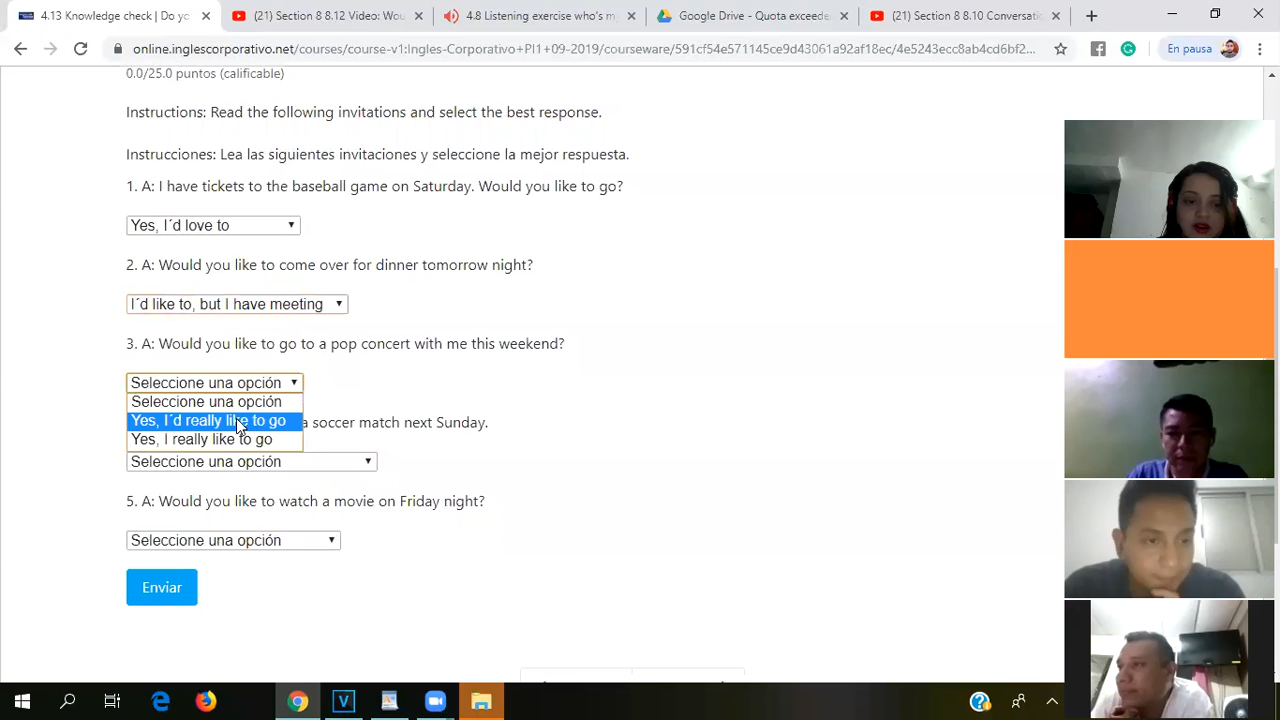 4.13 Knowledge check | Do yo
(21) Section 8 8.12 Video: Wou
4.8 Listening exercise who's my
Google Drive - Quota exceede
(21) Section 8 8.10 Conversati
online.inglescorporativo.net/courses/course-v1:Ingles-Corporativo+PI1+09-2019/courseware/591cf54e571145698e9d43061a92af18ec/4e5243ecc8ab4cd6bf2...
En pausa
0.0/25.0 puntos (calificable)
Instructions: Read the following invitations and select the best response.
Instrucciones: Lea las siguientes invitaciones y seleccione la mejor respuesta.
1. A: I have tickets to the baseball game on Saturday. Would you like to go?
Yes, I´d love to
2. A: Would you like to come over for dinner tomorrow night?
I´d like to, but I have meeting
3. A: Would you like to go to a pop concert with me this weekend?
Seleccione una opción
Seleccione una opción
Yes, I´d really like to go
a soccer match next Sunday.
Yes, I really like to go
Seleccione una opción
5. A: Would you like to watch a movie on Friday night?
Seleccione una opción
Enviar